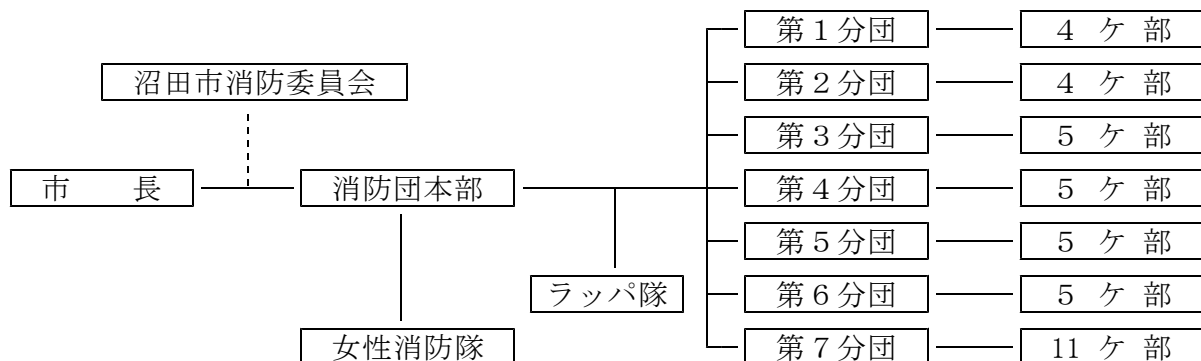 第１分団 4 ケ 部
沼田市消防委員会
第２分団 4 ケ 部
第３分団 5 ケ 部
市 長 消防団本部 第４分団 5 ケ 部
第５分団 5 ケ 部
ラッパ隊 第６分団 5 ケ 部
女性消防隊 第７分団 11 ケ 部